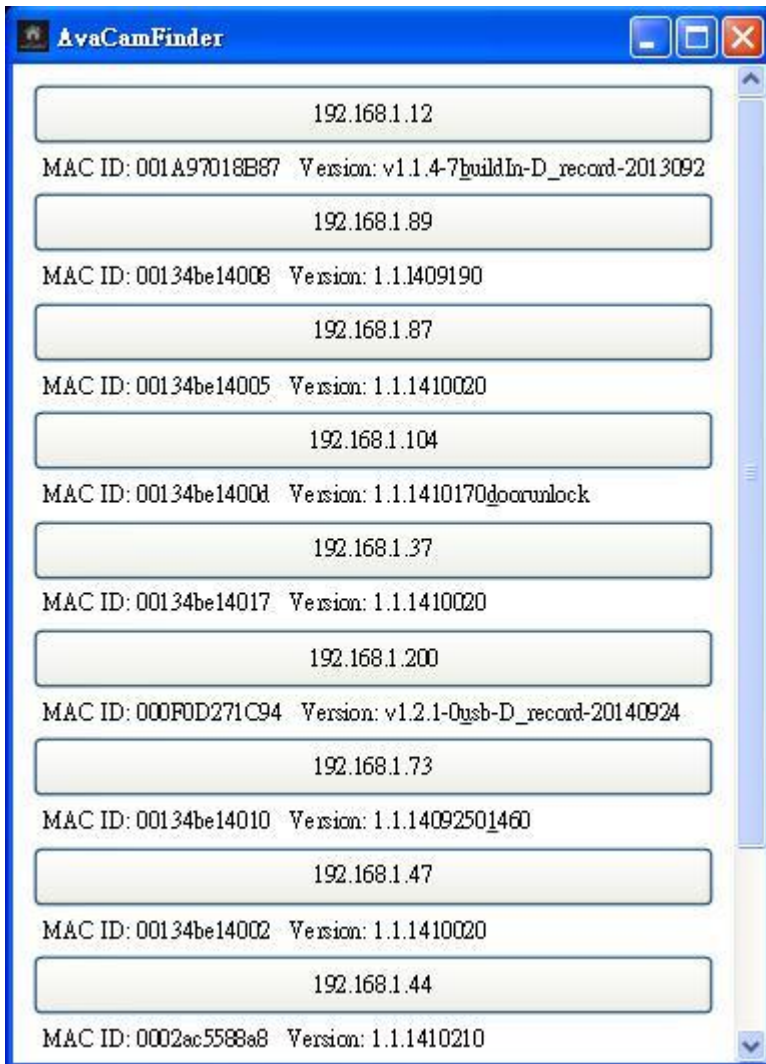 AvaCamFinder
192.168.1.12
MAC ID: 001A97018B87 Version: v1.1.4-7buildIn-D_record-2013092
192.168.1.89
MAC ID: 00134be14008 Version: 1.1.1409190
192.168.1.87
MAC ID: 00134be14005 Version: 1.1.1410020
192.168.1.104
MAC ID: 00134be1400d Version: 1.1.1410170doorunlock
192.168.1.37
MAC ID: 00134be14017 Version: 1.1.1410020
192.168.1.200
MAC ID: 000F0D271C94 Version: v1.2.1-0usb-D_record-20140924
192.168.1.73
MAC ID: 00134be14010 Version: 1.1.14092501460
192.168.1.47
MAC ID: 00134be14002 Version: 1.1.1410020
192.168.1.44
MAC ID: 0002ac5588a8 Version: 1.1.1410210